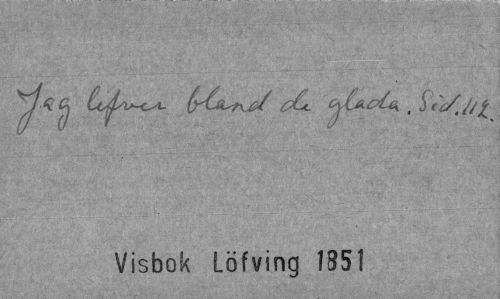 Jag lefver bland de glada. Sid. 112.
Visbok Löfving 1851